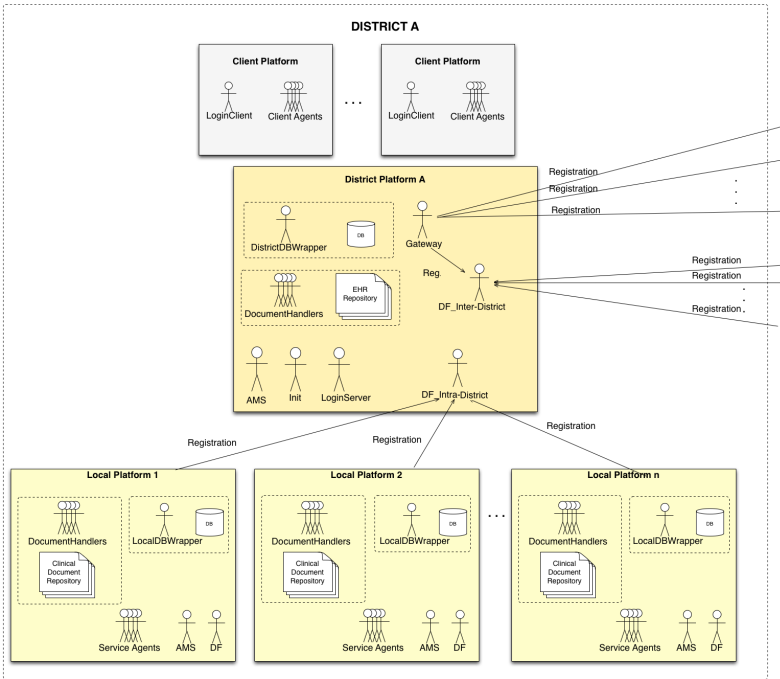 DISTRICT A
Client Platform
LoginClient
Client Agents
. . .
Client Platform
LoginClient
Client Agents
District Platform A
DistrictDBWrapper
DB
Gateway
Registration
Registration
Registration
Reg.
DocumentHandlers
EHR
Repository
DF_Inter-District
Registration
Registration
Registration
AMS
Init
LoginServer
DF_Intra-District
Registration
Registration
Registration
Local Platform 1
DocumentHandlers
LocalDBWrapper
DB
Clinical
Document
Repository
Service Agents
AMS
DF
Local Platform 2
DocumentHandlers
LocalDBWrapper
DB
Clinical
Document
Repository
Service Agents
AMS
DF
. . .
Local Platform n
DocumentHandlers
LocalDBWrapper
DB
Clinical
Document
Repository
Service Agents
AMS
DF